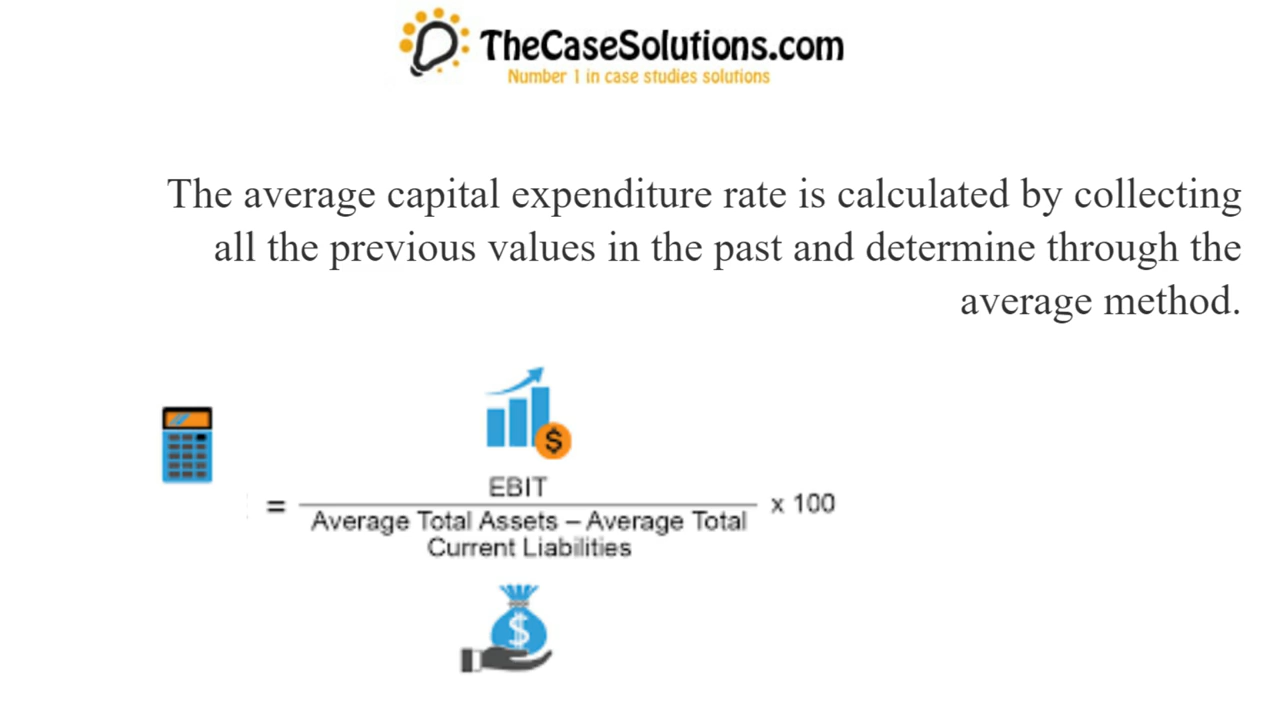 TheCaseSolutions.com
Number 1 in case studies solutions
The average capital expenditure rate is calculated by collecting
all the previous values in the past and determine through the
average method.
$
EBIT
= x 100
Average Total Assets – Average Total
Current Liabilities
$